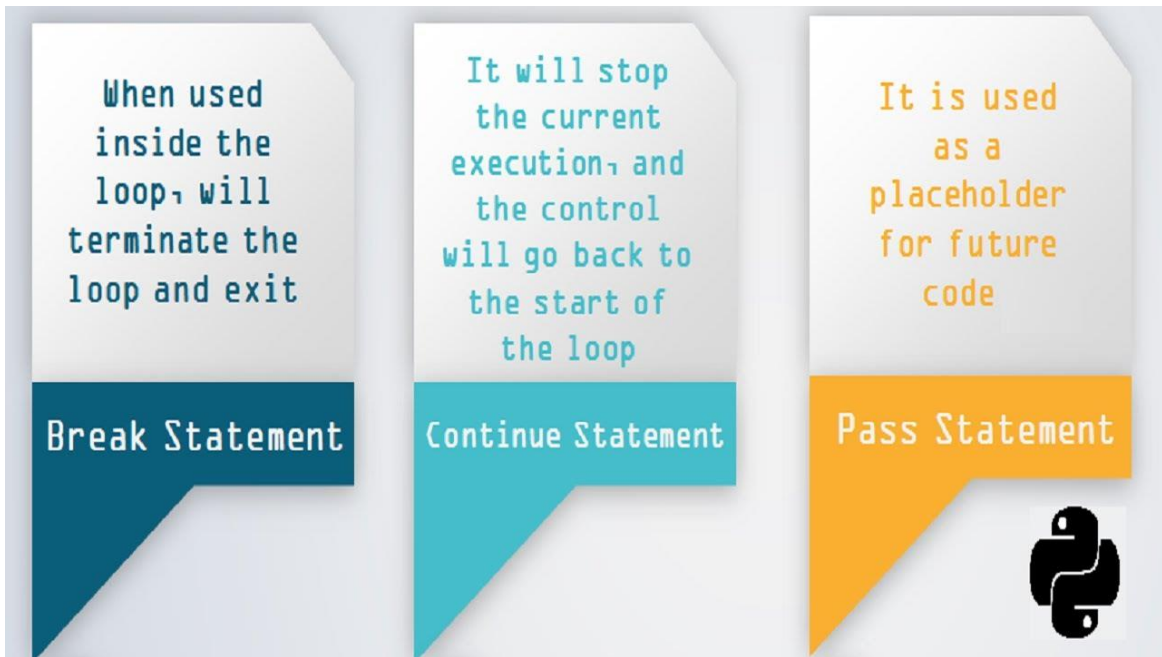 When used
inside the
loop, will
terminate the
loop and exit
Break Statement
It will stop
the current
execution, and
the control
will go back to
the start of
the loop
Continue Statement
It is used
as a
placeholder
for future
code
Pass Statement